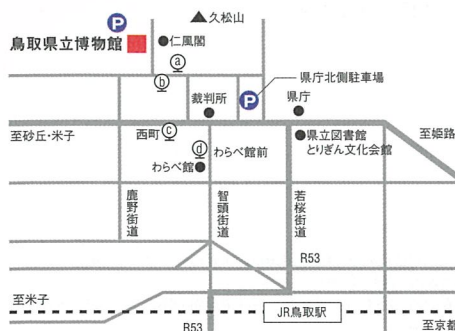 P
久松山
鳥取県立博物館
仁風閣
a
b
裁判所
P
県庁北側駐車場
県庁
至砂丘・米子
西町
c
d
わらべ館前
わらべ館
県立図書館
とりぎん文化会館
至姫路
鹿野街道
智頭街道
若桜街道
R53
至米子
JR鳥取駅
R53
至京都